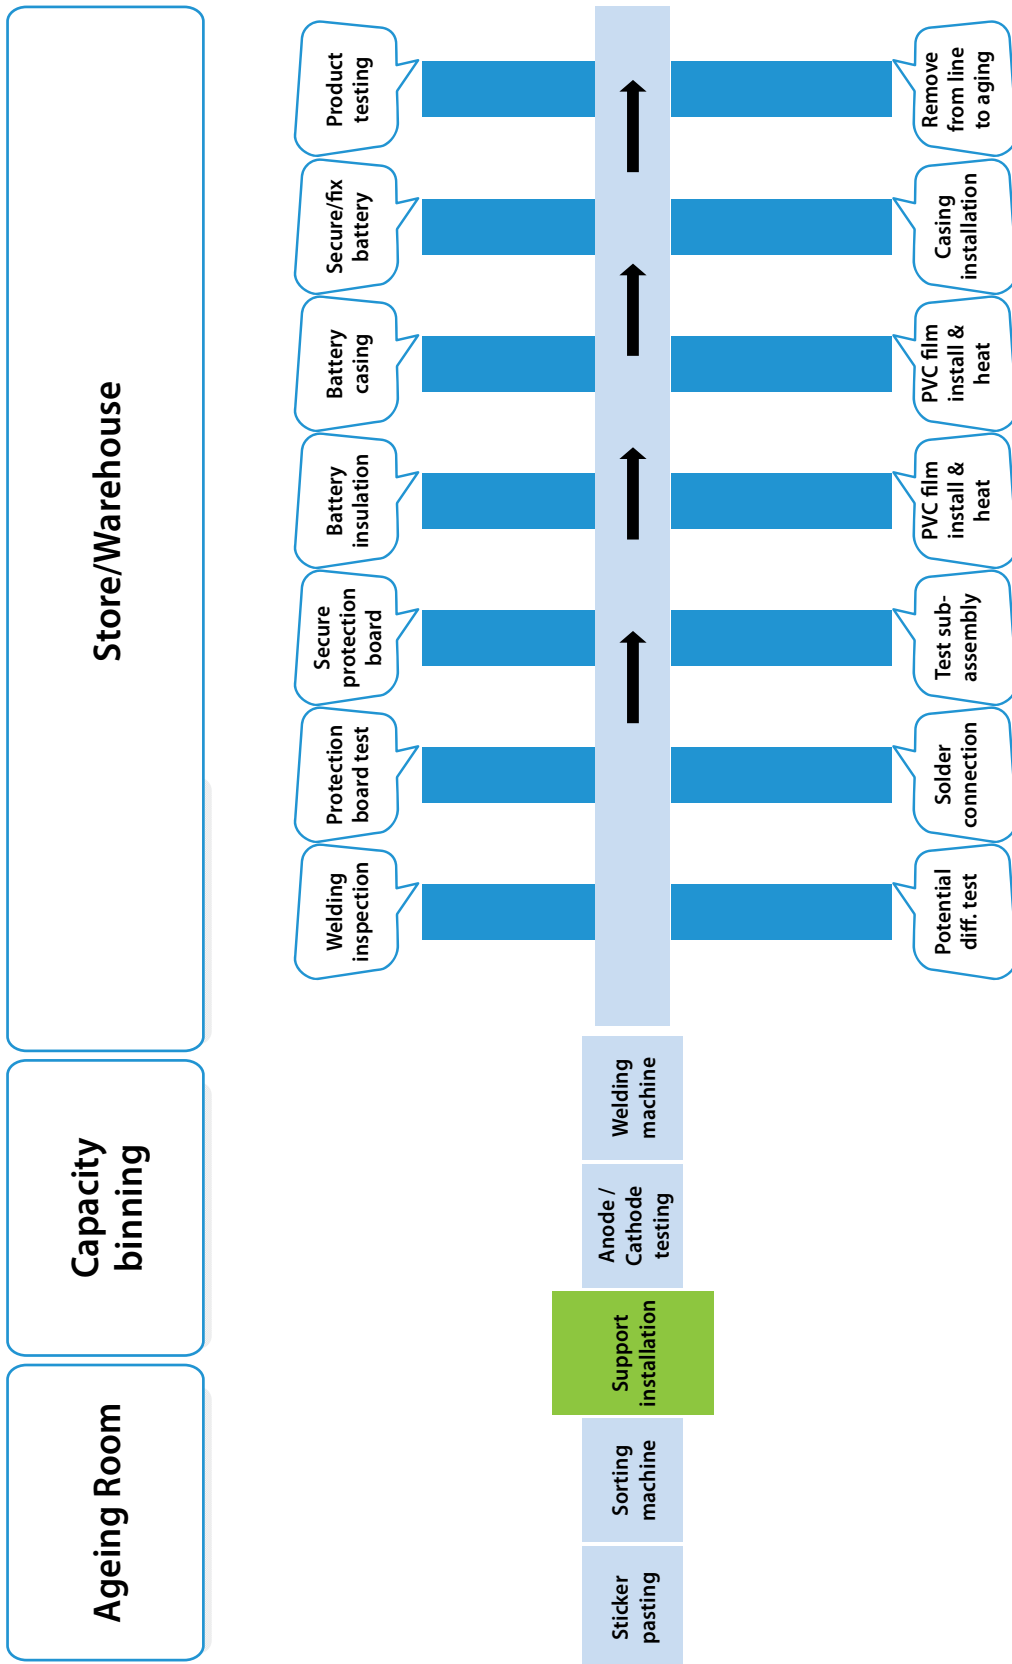 Ageing Room
Capacity
binning
Store/Warehouse
Welding
inspection
Protection
board test
Secure
protection
board
Battery
insulation
Battery
casing
Secure/fix
battery
Product
testing
Sticker
pasting
Sorting
machine
Support
installation
Anode /
Cathode
testing
Welding
machine
Potential
diff. test
Solder
connection
Test sub-
assembly
PVC film
install &
heat
PVC film
install &
heat
Casing
installation
Remove
from line
to aging